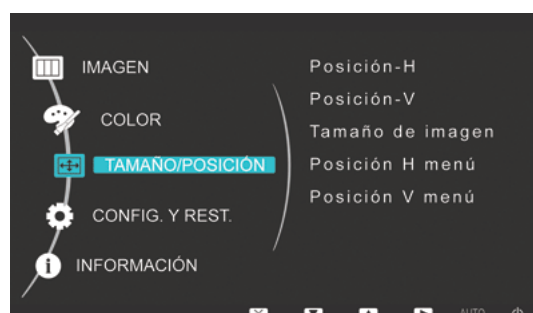 IMAGEN
COLOR
TAMAÑO/POSICIÓN
CONFIG. Y REST.
INFORMACIÓN
Posición-H
Posición-V
Tamaño de imagen
Posición H menú
Posición V menú
AUTO